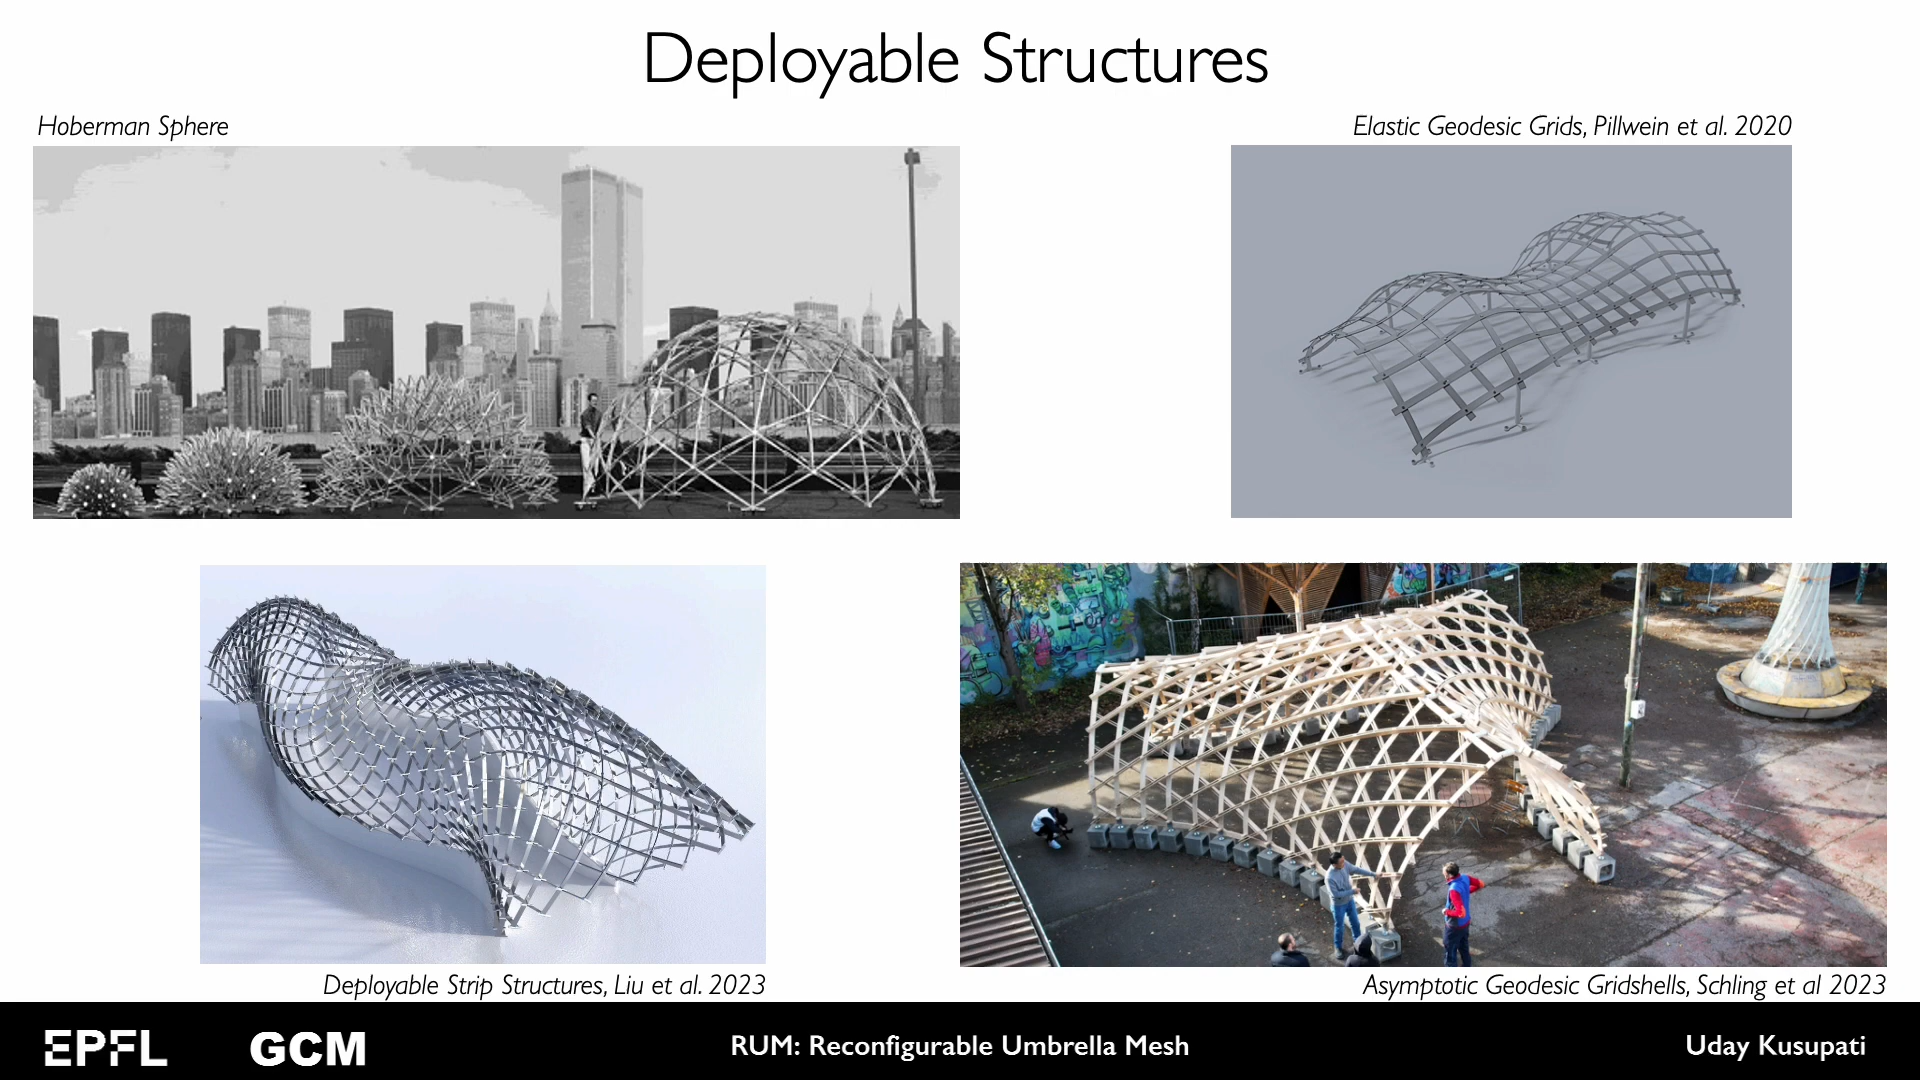 Deployable Structures
Hoberman Sphere
Elastic Geodesic Grids, Pillwein et al. 2020
Deployable Strip Structures, Liu et al. 2023
Asymptotic Geodesic Gridshells, Schling et al 2023
EPFL
GCM
RUM: Reconfigurable Umbrella Mesh
Uday Kusupati